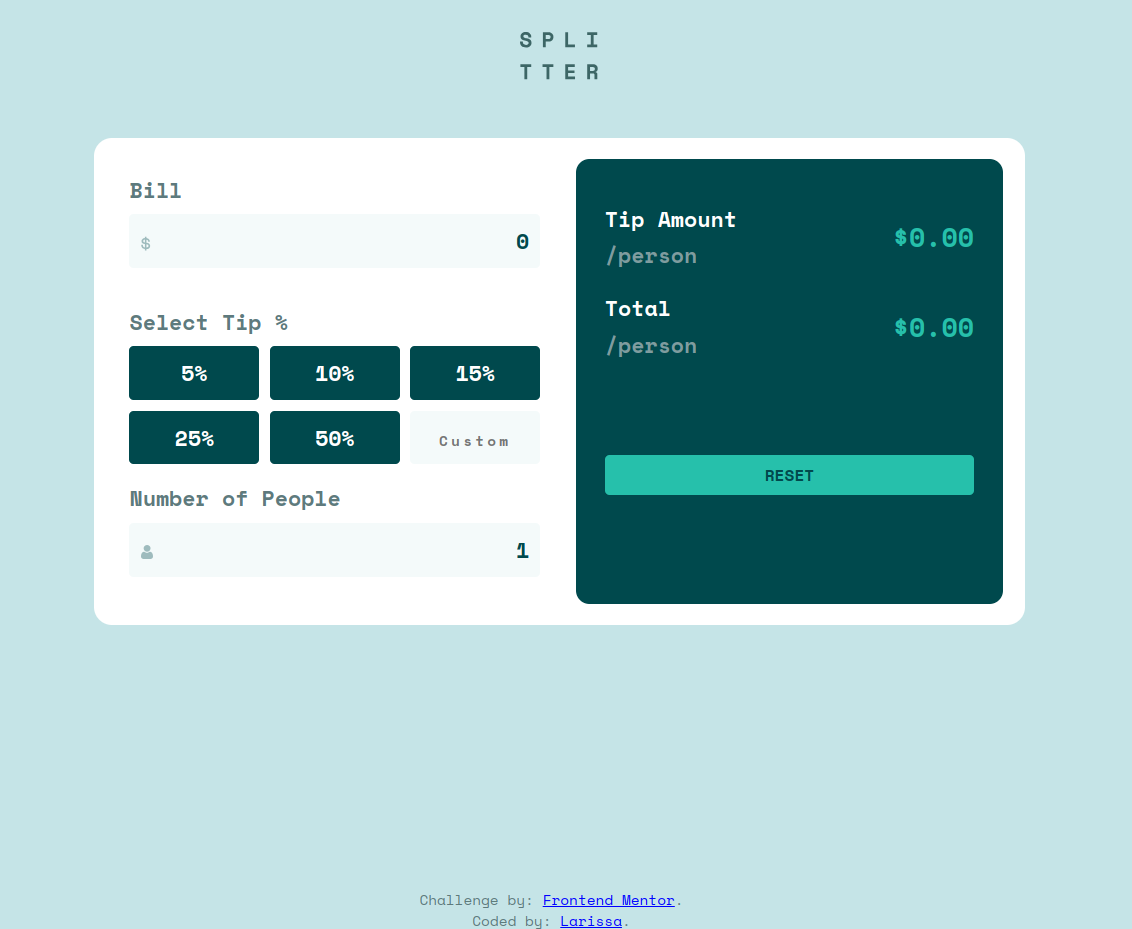 SPLI
TTER
Bill
$ 0
Select Tip %
5% 10% 15%
25% 50% Custom
Number of People
1
Tip Amount
/person
$0.00
Total
/person
$0.00
RESET
Challenge by: Frontend Mentor.
Coded by: Larissa.